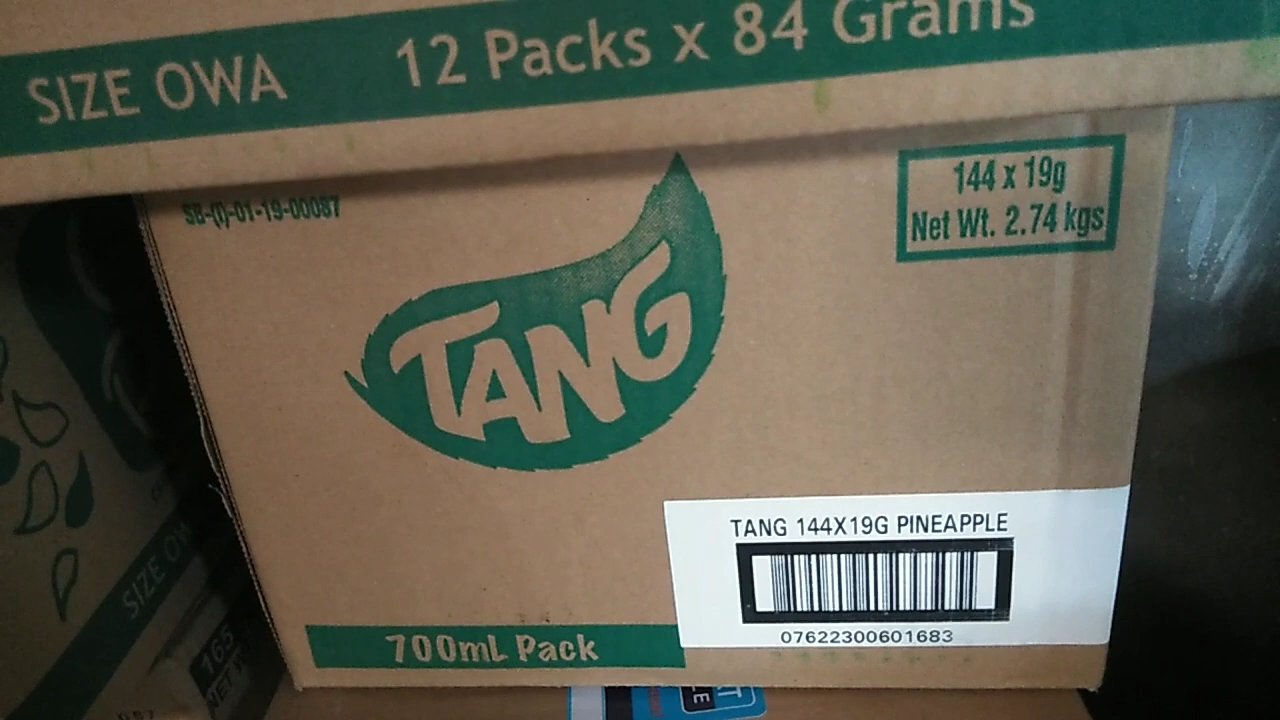 SIZE OWA 12 Packs x 84 Grams
SB-(I)-01-19-00087
144 x 19g
Net Wt. 2.74 kgs
TANG
TANG 144X19G PINEAPPLE
07622300601683
700mL Pack
SIZE
165
NET